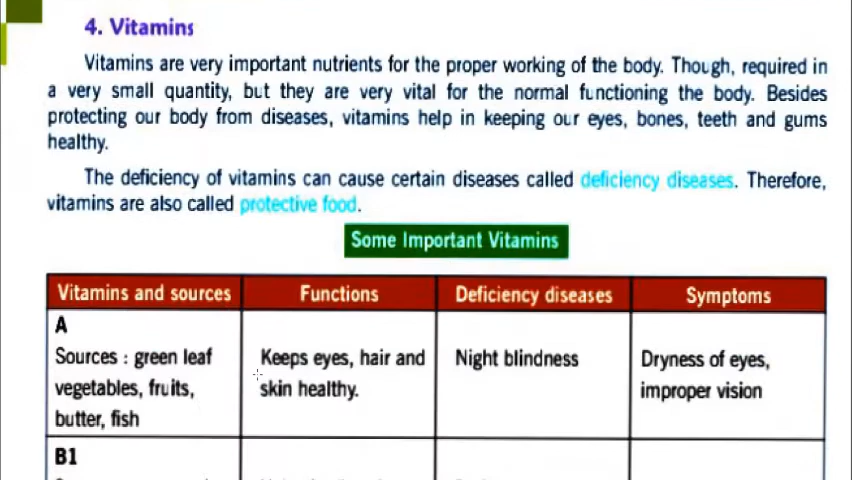 4. Vitamins
Vitamins are very important nutrients for the proper working of the body. Though, required in
a very small quantity, but they are very vital for the normal functioning the body. Besides
protecting our body from diseases, vitamins help in keeping our eyes, bones, teeth and gums
healthy.
The deficiency of vitamins can cause certain diseases called deficiency diseases. Therefore,
vitamins are also called protective food.
Some Important Vitamins
Vitamins and sources Functions Deficiency diseases Symptoms
A
Sources : green leaf Keeps eyes, hair and Night blindness Dryness of eyes,
vegetables, fruits, skin healthy. improper vision
butter, fish
B1